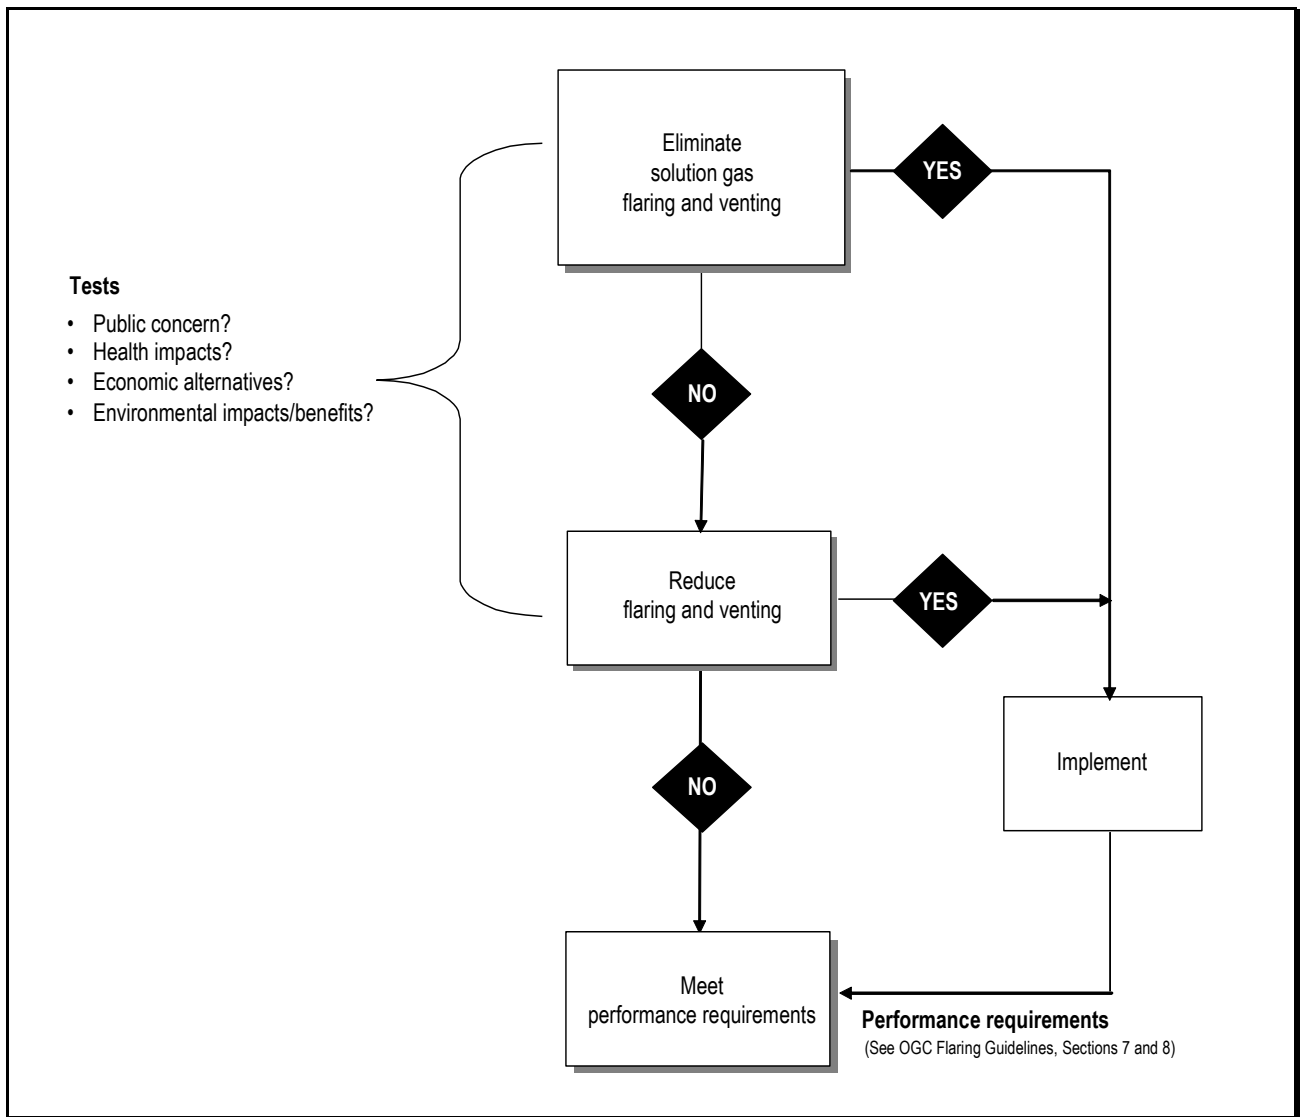 Eliminate
solution gas
flaring and venting
YES
Tests
• Public concern?
• Health impacts?
• Economic alternatives?
• Environmental impacts/benefits?
NO
Reduce
flaring and venting
YES
NO
Implement
Meet
performance requirements
Performance requirements
(See OGC Flaring Guidelines, Sections 7 and 8)